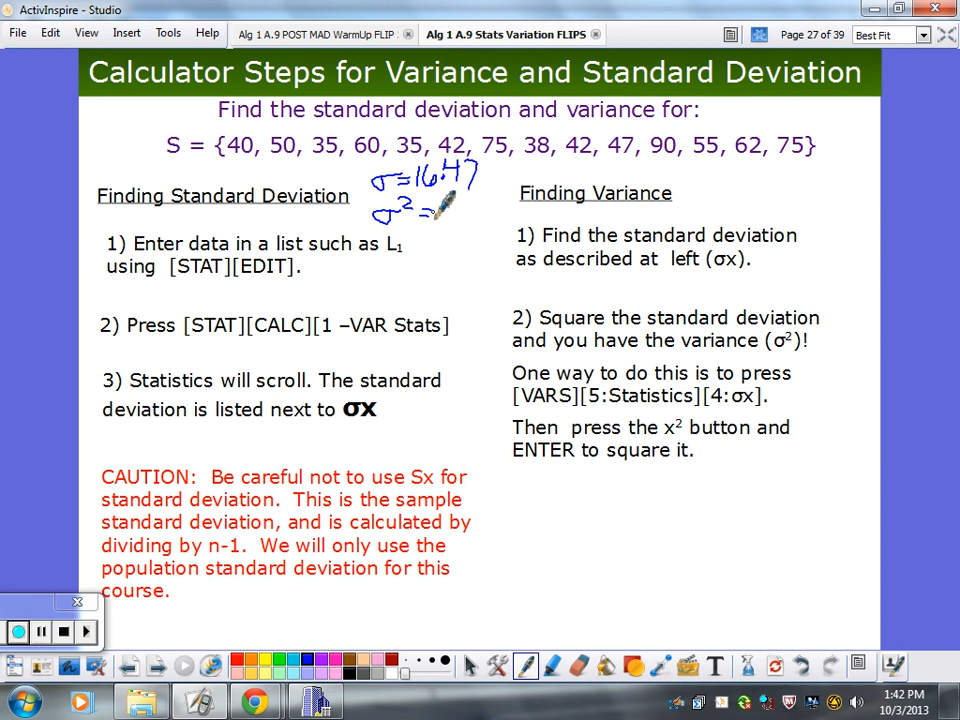 ActivInspire - Studio
File Edit View Insert Tools Help
Alg 1 A.9 POST MAD WarmUp FLIP
Alg 1 A.9 Stats Variation FLIPS
Page 27 of 39
Best Fit
Calculator Steps for Variance and Standard Deviation
Find the standard deviation and variance for:
S = {40, 50, 35, 60, 35, 42, 75, 38, 42, 47, 90, 55, 62, 75}
σ=16.47
σ² =
Finding Standard Deviation
1) Enter data in a list such as L₁
using [STAT][EDIT].
2) Press [STAT][CALC][1 –VAR Stats]
3) Statistics will scroll. The standard
deviation is listed next to σx
CAUTION: Be careful not to use Sx for
standard deviation. This is the sample
standard deviation, and is calculated by
dividing by n-1. We will only use the
population standard deviation for this
course.
Finding Variance
1) Find the standard deviation
as described at left (σx).
2) Square the standard deviation
and you have the variance (σ²)!
One way to do this is to press
[VARS][5:Statistics][4:σx].
Then press the x² button and
ENTER to square it.
1:42 PM
10/3/2013